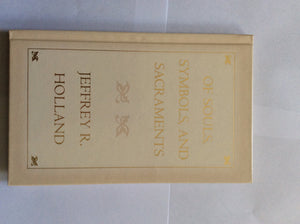 OF SOULS,
SYMBOLS, AND
SACRAMENTS
JEFFREY R.
HOLLAND